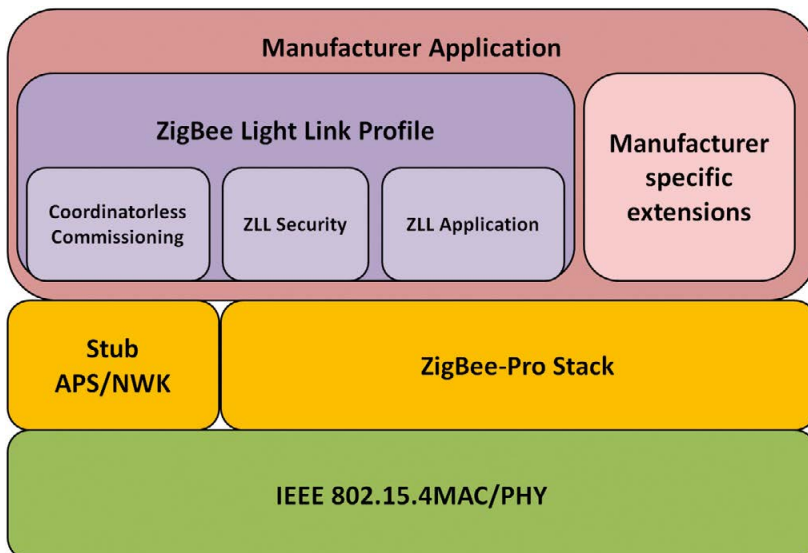 Manufacturer Application
ZigBee Light Link Profile
Coordinatorless
Commissioning
ZLL Security
ZLL Application
Manufacturer
specific
extensions
Stub
APS/NWK
ZigBee-Pro Stack
IEEE 802.15.4MAC/PHY